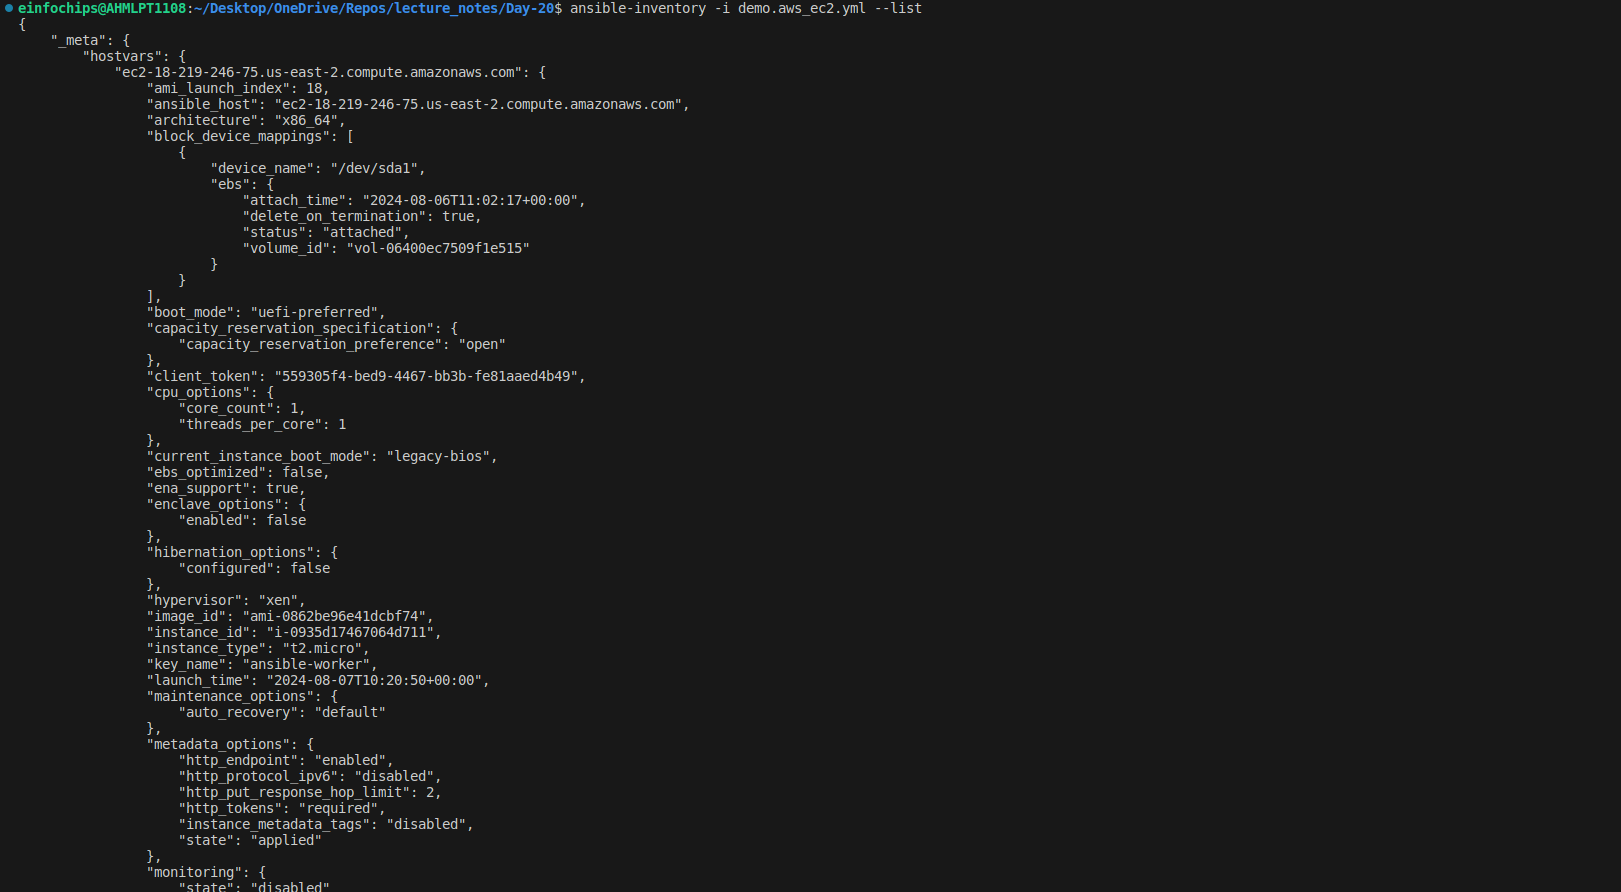 einfochips@AHMLPT1108:~/Desktop/OneDrive/Repos/lecture_notes/Day-20$ ansible-inventory -i demo.aws_ec2.yml --list
{
    "_meta": {
        "hostvars": {
            "ec2-18-219-246-75.us-east-2.compute.amazonaws.com": {
                "ami_launch_index": 18,
                "ansible_host": "ec2-18-219-246-75.us-east-2.compute.amazonaws.com",
                "architecture": "x86_64",
                "block_device_mappings": [
                    {
                        "device_name": "/dev/sda1",
                        "ebs": {
                            "attach_time": "2024-08-06T11:02:17+00:00",
                            "delete_on_termination": true,
                            "status": "attached",
                            "volume_id": "vol-06400ec7509f1e515"
                        }
                    }
                ],
                "boot_mode": "uefi-preferred",
                "capacity_reservation_specification": {
                    "capacity_reservation_preference": "open"
                },
                "client_token": "559305f4-bed9-4467-bb3b-fe81aaed4b49",
                "cpu_options": {
                    "core_count": 1,
                    "threads_per_core": 1
                },
                "current_instance_boot_mode": "legacy-bios",
                "ebs_optimized": false,
                "ena_support": true,
                "enclave_options": {
                    "enabled": false
                },
                "hibernation_options": {
                    "configured": false
                },
                "hypervisor": "xen",
                "image_id": "ami-0862be96e41dcbf74",
                "instance_id": "i-0935d17467064d711",
                "instance_type": "t2.micro",
                "key_name": "ansible-worker",
                "launch_time": "2024-08-07T10:20:50+00:00",
                "maintenance_options": {
                    "auto_recovery": "default"
                },
                "metadata_options": {
                    "http_endpoint": "enabled",
                    "http_protocol_ipv6": "disabled",
                    "http_put_response_hop_limit": 2,
                    "http_tokens": "required",
                    "instance_metadata_tags": "disabled",
                    "state": "applied"
                },
                "monitoring": {
                    "state": "disabled"